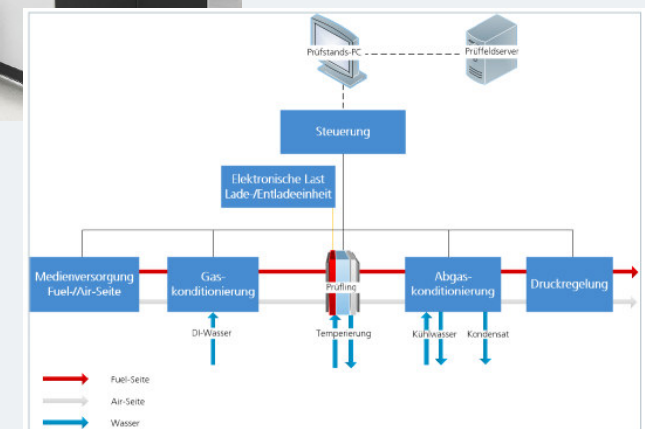 Prüfstands-PC
Prüffeldserver
Steuerung
Elektronische Last
Lade-/Entladeeinheit
Medienversorgung
Fuel-/Air-Seite
Gas-
konditionierung
Prüfling
Abgas-
konditionierung
Druckregelung
DI-Wasser
Temperierung
Kühlwasser
Kondensat
Fuel-Seite
Air-Seite
Wasser